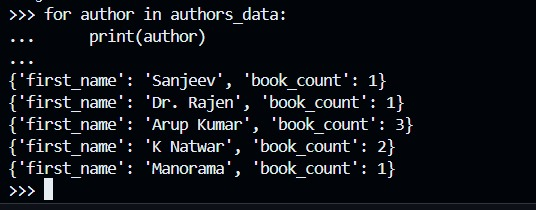 >>> for author in authors_data:
...     print(author)
...
{'first_name': 'Sanjeev', 'book_count': 1}
{'first_name': 'Dr. Rajen', 'book_count': 1}
{'first_name': 'Arup Kumar', 'book_count': 3}
{'first_name': 'K Natwar', 'book_count': 2}
{'first_name': 'Manorama', 'book_count': 1}
>>>